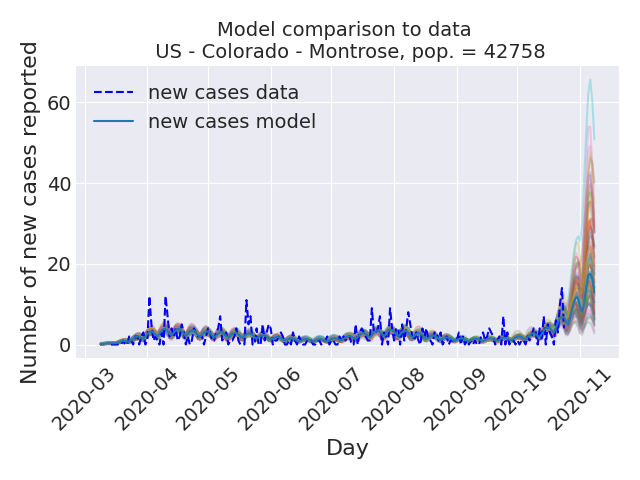 Model comparison to data
US - Colorado - Montrose, pop. = 42758
new cases data
new cases model
Number of new cases reported
60
40
20
0
2020-03
2020-04
2020-05
2020-06
2020-07
2020-08
2020-09
2020-10
2020-11
Day